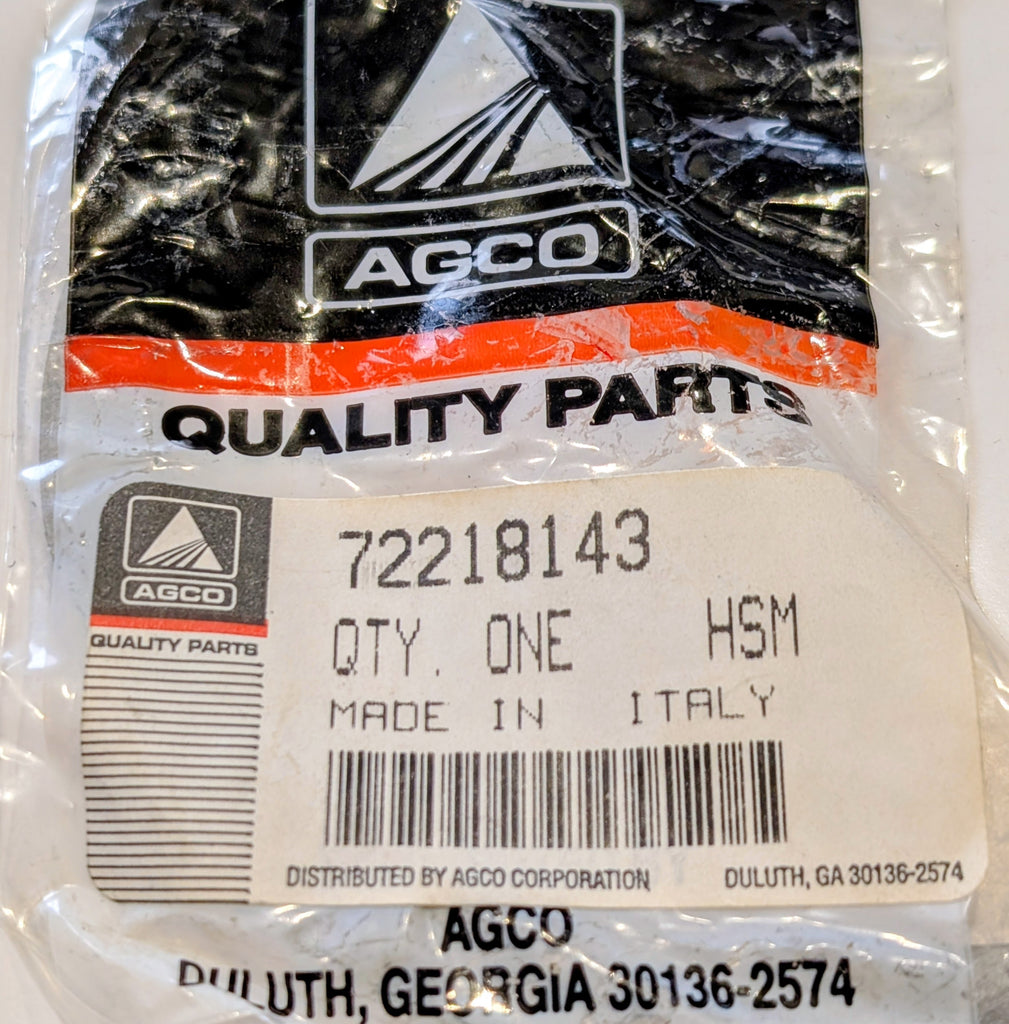 AGCO
QUALITY PARTS
AGCO
QUALITY PARTS
72218143
QTY. ONE HSM
MADE IN ITALY
DISTRIBUTED BY AGCO CORPORATION DULUTH, GA 30136-2574
AGCO
DULUTH, GEORGIA 30136-2574